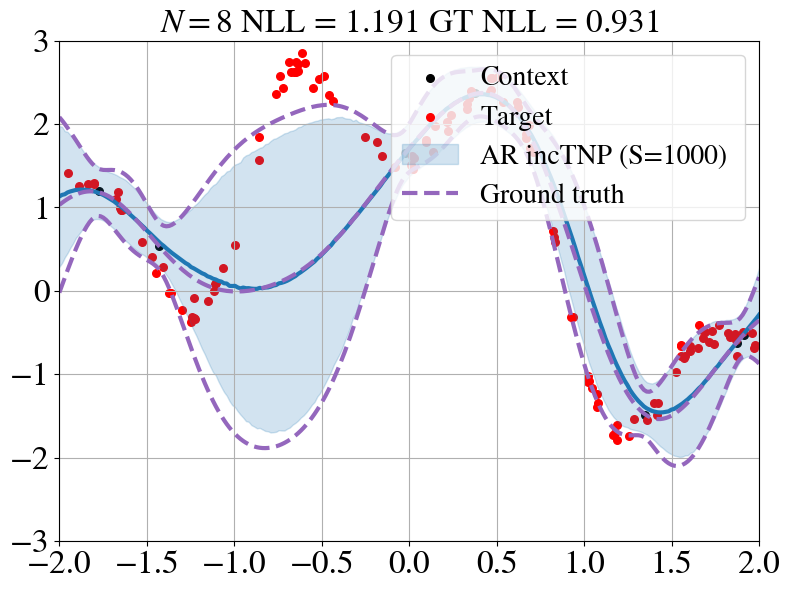 N = 8 NLL = 1.191 GT NLL = 0.931
3
2
1
0
−1
−2
−3
Context
Target
AR incTNP (S=1000)
Ground truth
−2.0 −1.5 −1.0 −0.5 0.0 0.5 1.0 1.5 2.0